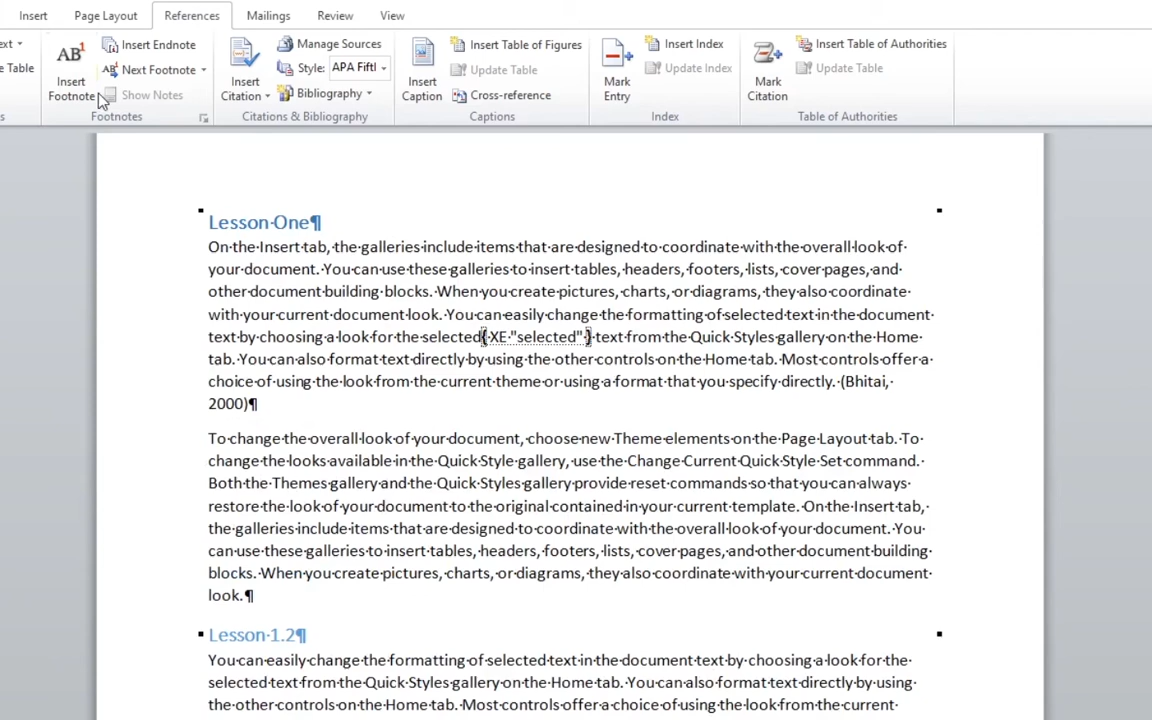 Insert Page Layout References Mailings Review View
ext
e Table
s
AB1
Insert
Footnote
Insert Endnote
Next Footnote
Show Notes
Footnotes
Insert
Citation
Manage Sources
Style: APA Fiftl
Bibliography
Citations & Bibliography
Insert
Caption
Insert Table of Figures
Update Table
Cross-reference
Captions
Mark
Entry
Insert Index
Update Index
Index
Mark
Citation
Insert Table of Authorities
Update Table
Table of Authorities
Lesson·One¶
On·the·Insert·tab,·the·galleries·include·items·that·are·designed·to·coordinate·with·the·overall·look·of·
your·document.·You·can·use·these·galleries·to·insert·tables,·headers,·footers,·lists,·cover·pages,·and·
other·document·building·blocks.·When·you·create·pictures,·charts,·or·diagrams,·they·also·coordinate·
with·your·current·document·look.·You·can·easily·change·the·formatting·of·selected·text·in·the·document·
text·by·choosing·a·look·for·the·selected{·XE·"selected"·}·text·from·the·Quick·Styles·gallery·on·the·Home·
tab.·You·can·also·format·text·directly·by·using·the·other·controls·on·the·Home·tab.·Most·controls·offer·a·
choice·of·using·the·look·from·the·current·theme·or·using·a·format·that·you·specify·directly.·(Bhitai,·
2000)¶
To·change·the·overall·look·of·your·document,·choose·new·Theme·elements·on·the·Page·Layout·tab.·To·
change·the·looks·available·in·the·Quick·Style·gallery,·use·the·Change·Current·Quick·Style·Set·command.·
Both·the·Themes·gallery·and·the·Quick·Styles·gallery·provide·reset·commands·so·that·you·can·always·
restore·the·look·of·your·document·to·the·original·contained·in·your·current·template.·On·the·Insert·tab,·
the·galleries·include·items·that·are·designed·to·coordinate·with·the·overall·look·of·your·document.·You·
can·use·these·galleries·to·insert·tables,·headers,·footers,·lists,·cover·pages,·and·other·document·building·
blocks.·When·you·create·pictures,·charts,·or·diagrams,·they·also·coordinate·with·your·current·document·
look.¶
Lesson·1.2¶
You·can·easily·change·the·formatting·of·selected·text·in·the·document·text·by·choosing·a·look·for·the·
selected·text·from·the·Quick·Styles·gallery·on·the·Home·tab.·You·can·also·format·text·directly·by·using·
the·other·controls·on·the·Home·tab.·Most·controls·offer·a·choice·of·using·the·look·from·the·current·